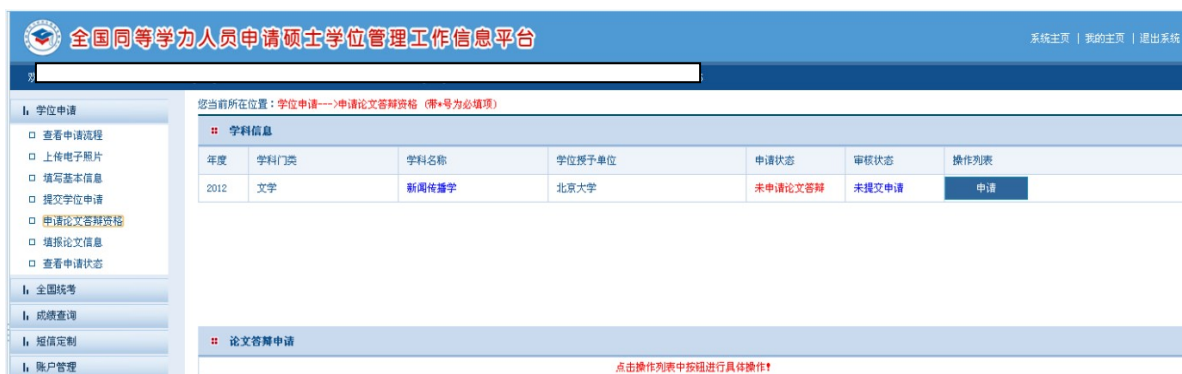 全国同等学力人员申请硕士学位管理工作信息平台
系统主页 | 我的主页 | 退出系统
学位申请
查看申请流程
上传电子照片
填写基本信息
提交学位申请
申请论文答辩资格
填报论文信息
查看申请状态
全国统考
成绩查询
短信定制
账户管理
您当前所在位置：学位申请--->申请论文答辩资格 (带*号为必填项)
学科信息
年度 学科门类 学科名称 学位授予单位 申请状态 审核状态 操作列表
2012 文学 新闻传播学 北京大学 未申请论文答辩 未提交申请 申请
论文答辩申请
点击操作列表中按钮进行具体操作!